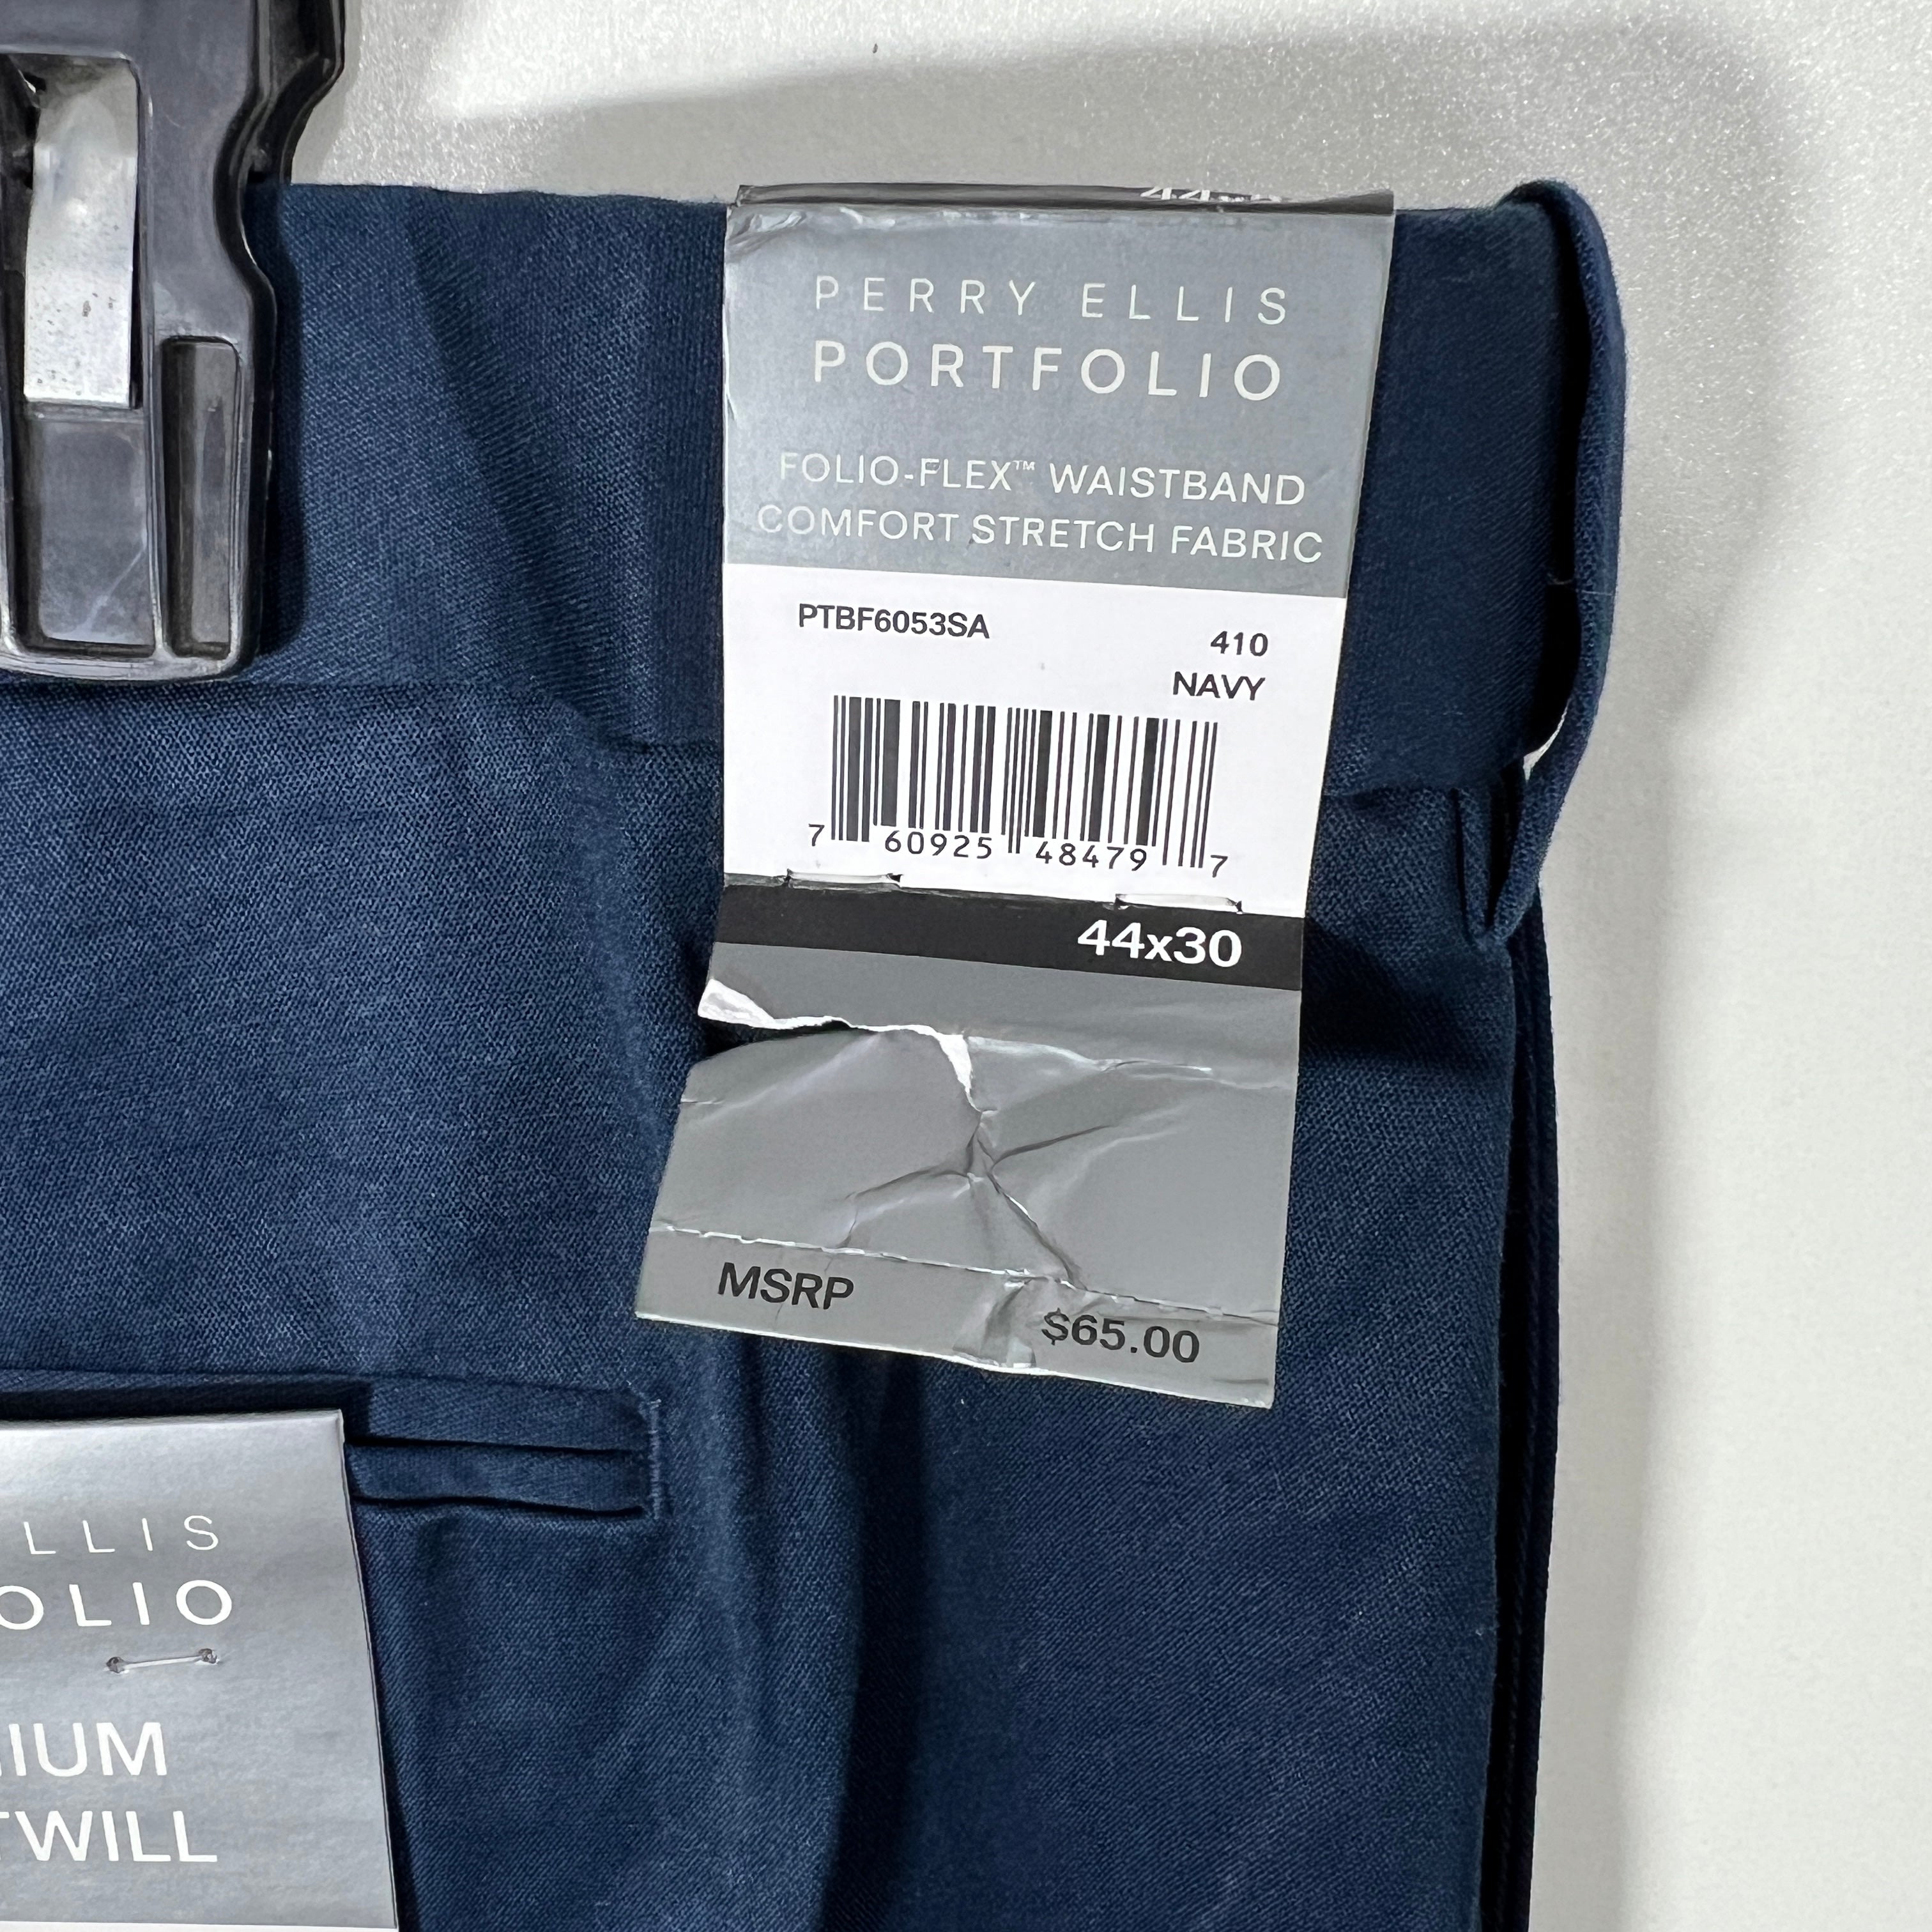 PERRY ELLIS
PORTFOLIO
FOLIO-FLEX™ WAISTBAND
COMFORT STRETCH FABRIC
PTBF6053SA
410
NAVY
7 60925 48479 7
44x30
MSRP
$65.00
LLIS
OLIO
IUM
TWILL